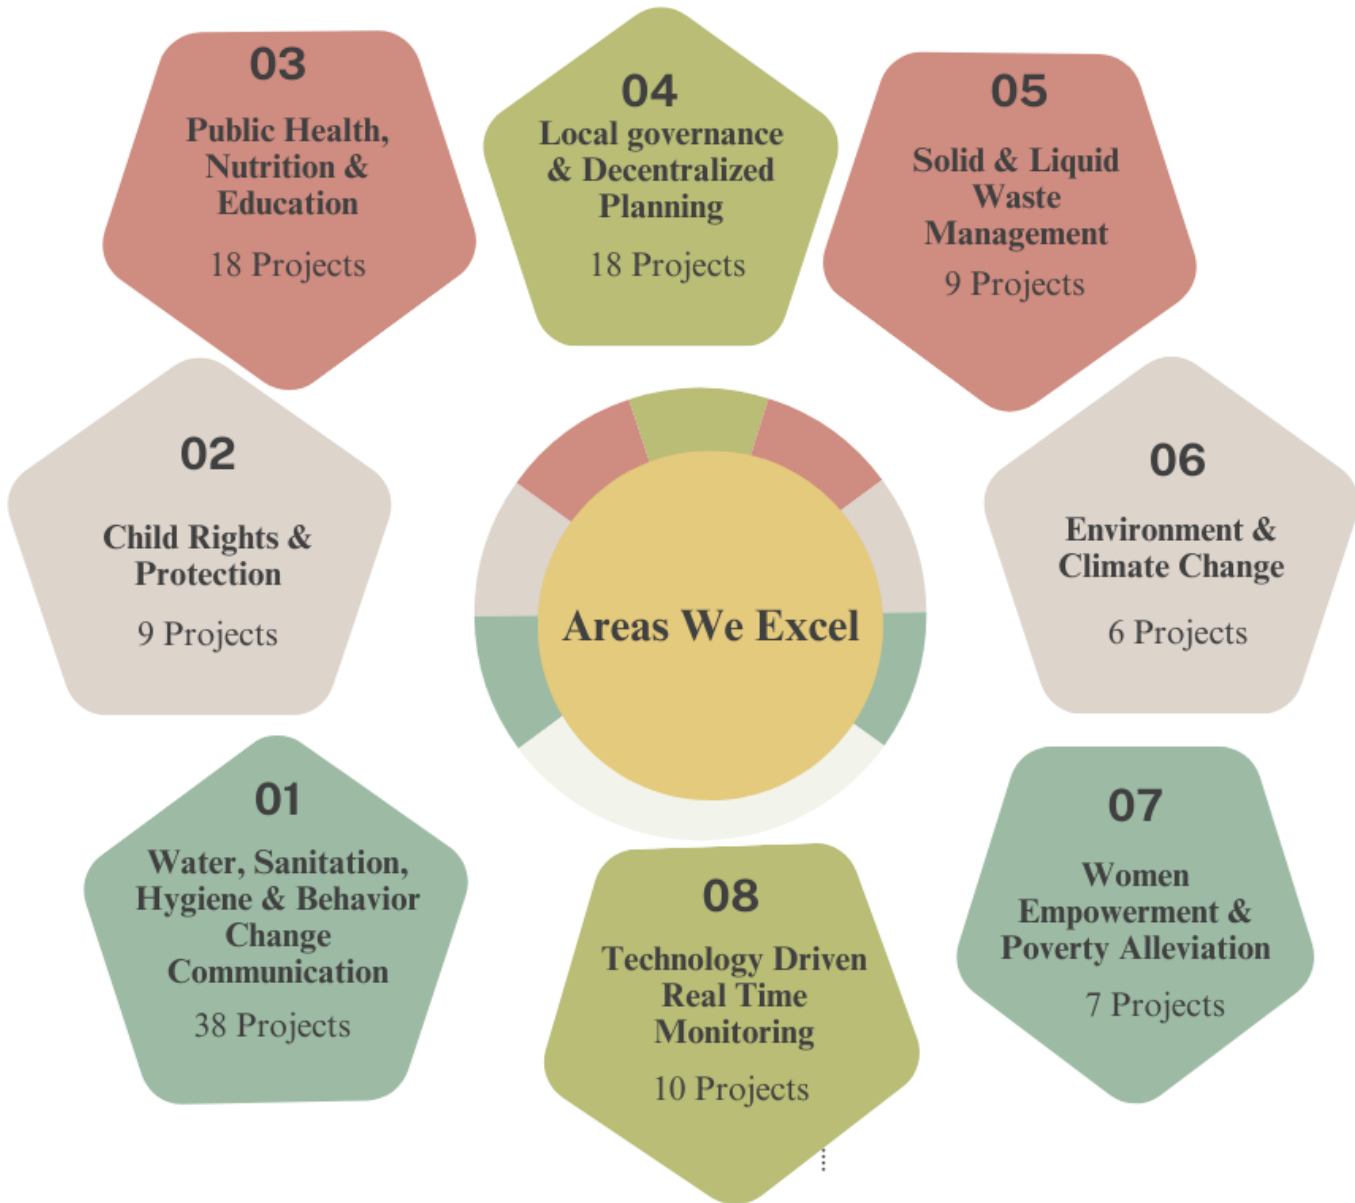 03
Public Health,
Nutrition &
Education
18 Projects
04
Local governance
& Decentralized
Planning
18 Projects
05
Solid & Liquid
Waste
Management
9 Projects
02
Child Rights &
Protection
9 Projects
Areas We Excel
06
Environment &
Climate Change
6 Projects
01
Water, Sanitation,
Hygiene & Behavior
Change
Communication
38 Projects
08
Technology Driven
Real Time
Monitoring
10 Projects
07
Women
Empowerment &
Poverty Alleviation
7 Projects